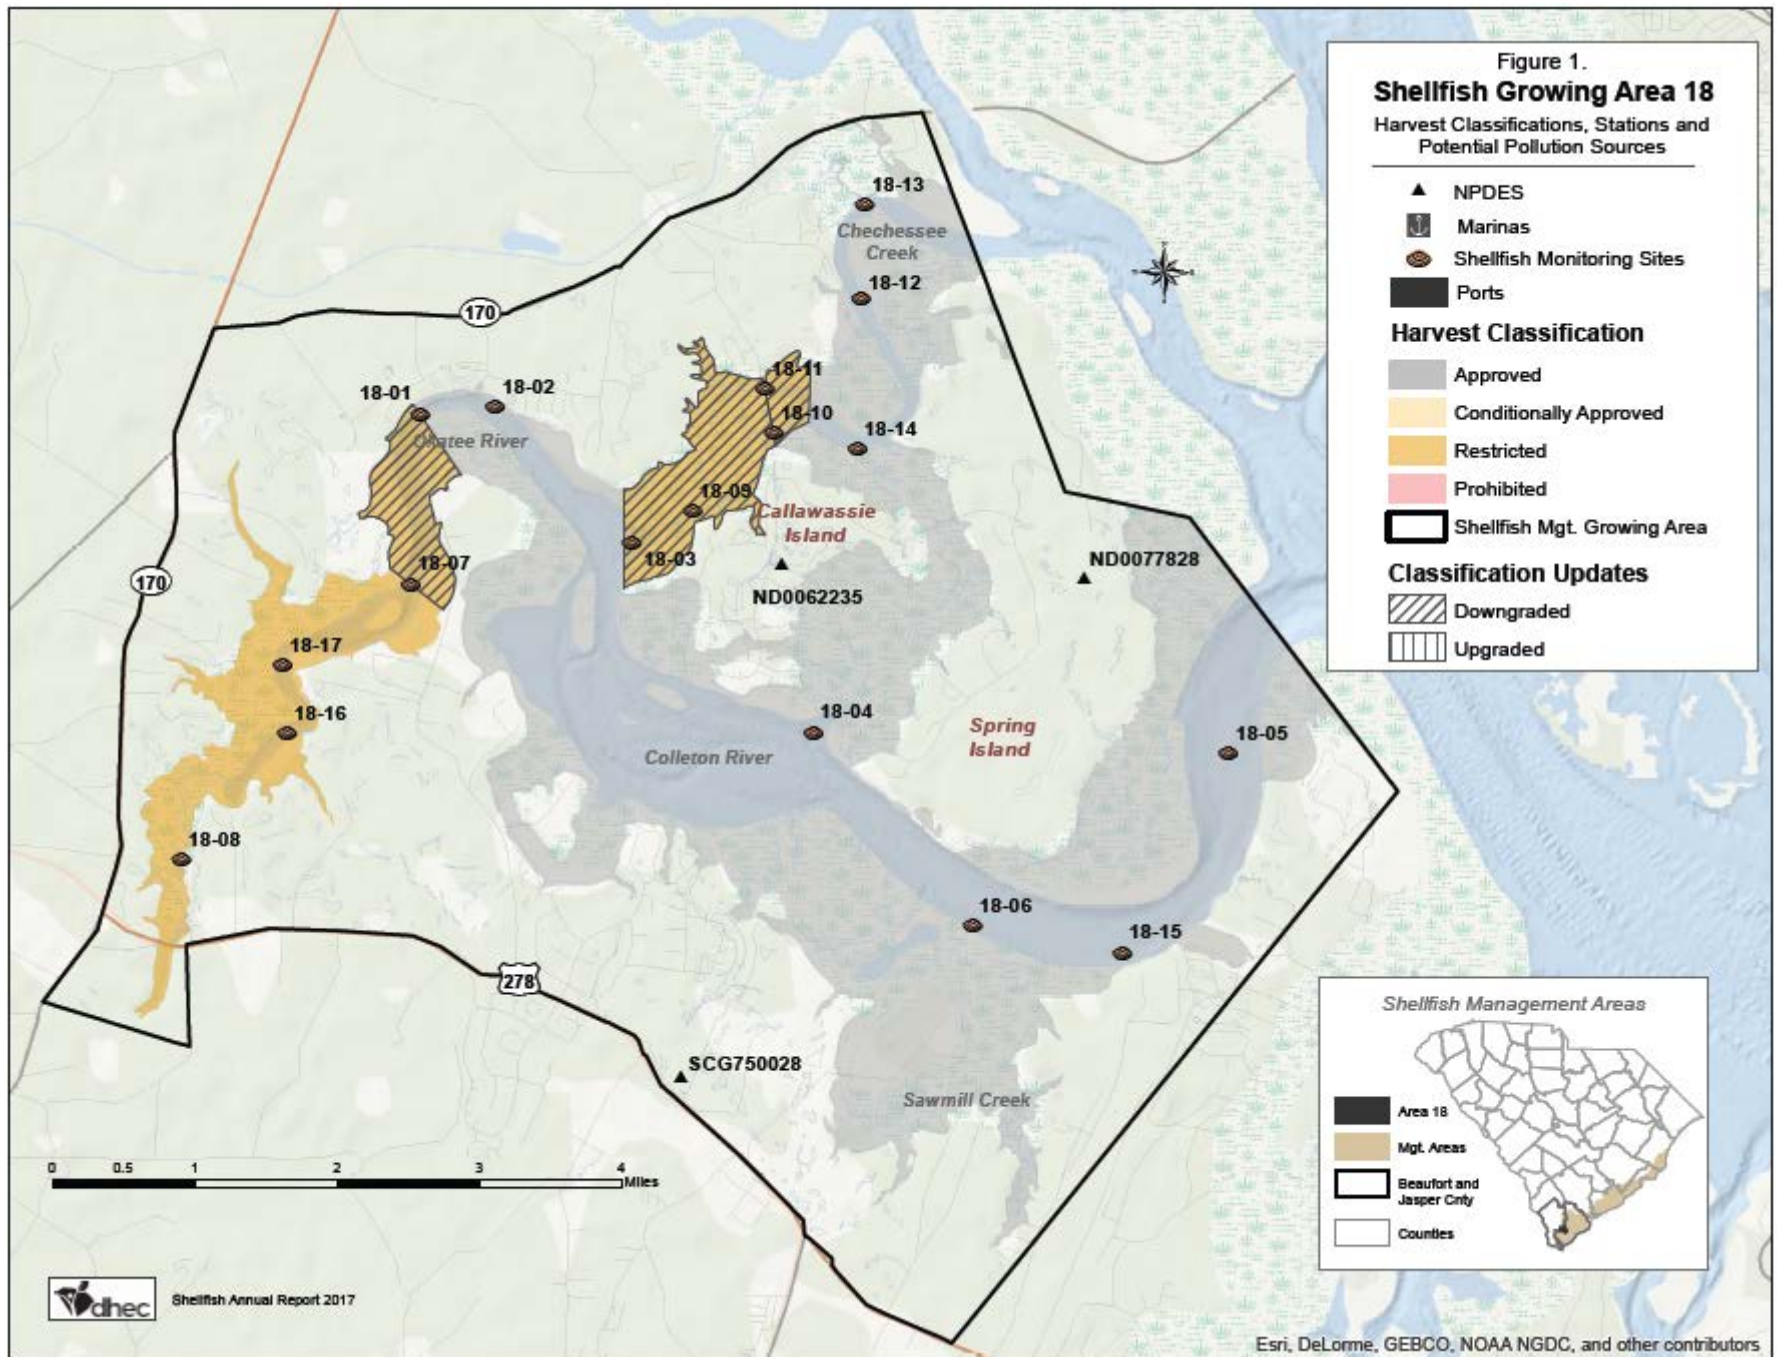 Figure 1.
Shellfish Growing Area 18
Harvest Classifications, Stations and
Potential Pollution Sources
NPDES
Marinas
Shellfish Monitoring Sites
Ports
Harvest Classification
Approved
Conditionally Approved
Restricted
Prohibited
Shellfish Mgt. Growing Area
Classification Updates
Downgraded
Upgraded
18-13
Chechessee
Creek
18-12
170
18-11
18-01
18-02
18-10
Okatee River
18-14
18-09
Callawassie
Island
18-03
18-07
ND0077828
170
ND0062235
18-17
18-16
18-04
Spring
Island
18-05
Colleton River
18-08
18-06
18-15
278
SCG750028
Sawmill Creek
0 0.5 1 2 3 4
Miles
Shellfish Management Areas
Area 18
Mgt. Areas
Beaufort and
Jasper Cnty
Counties
dhec
Shellfish Annual Report 2017
Esri, DeLorme, GEBCO, NOAA NGDC, and other contributors